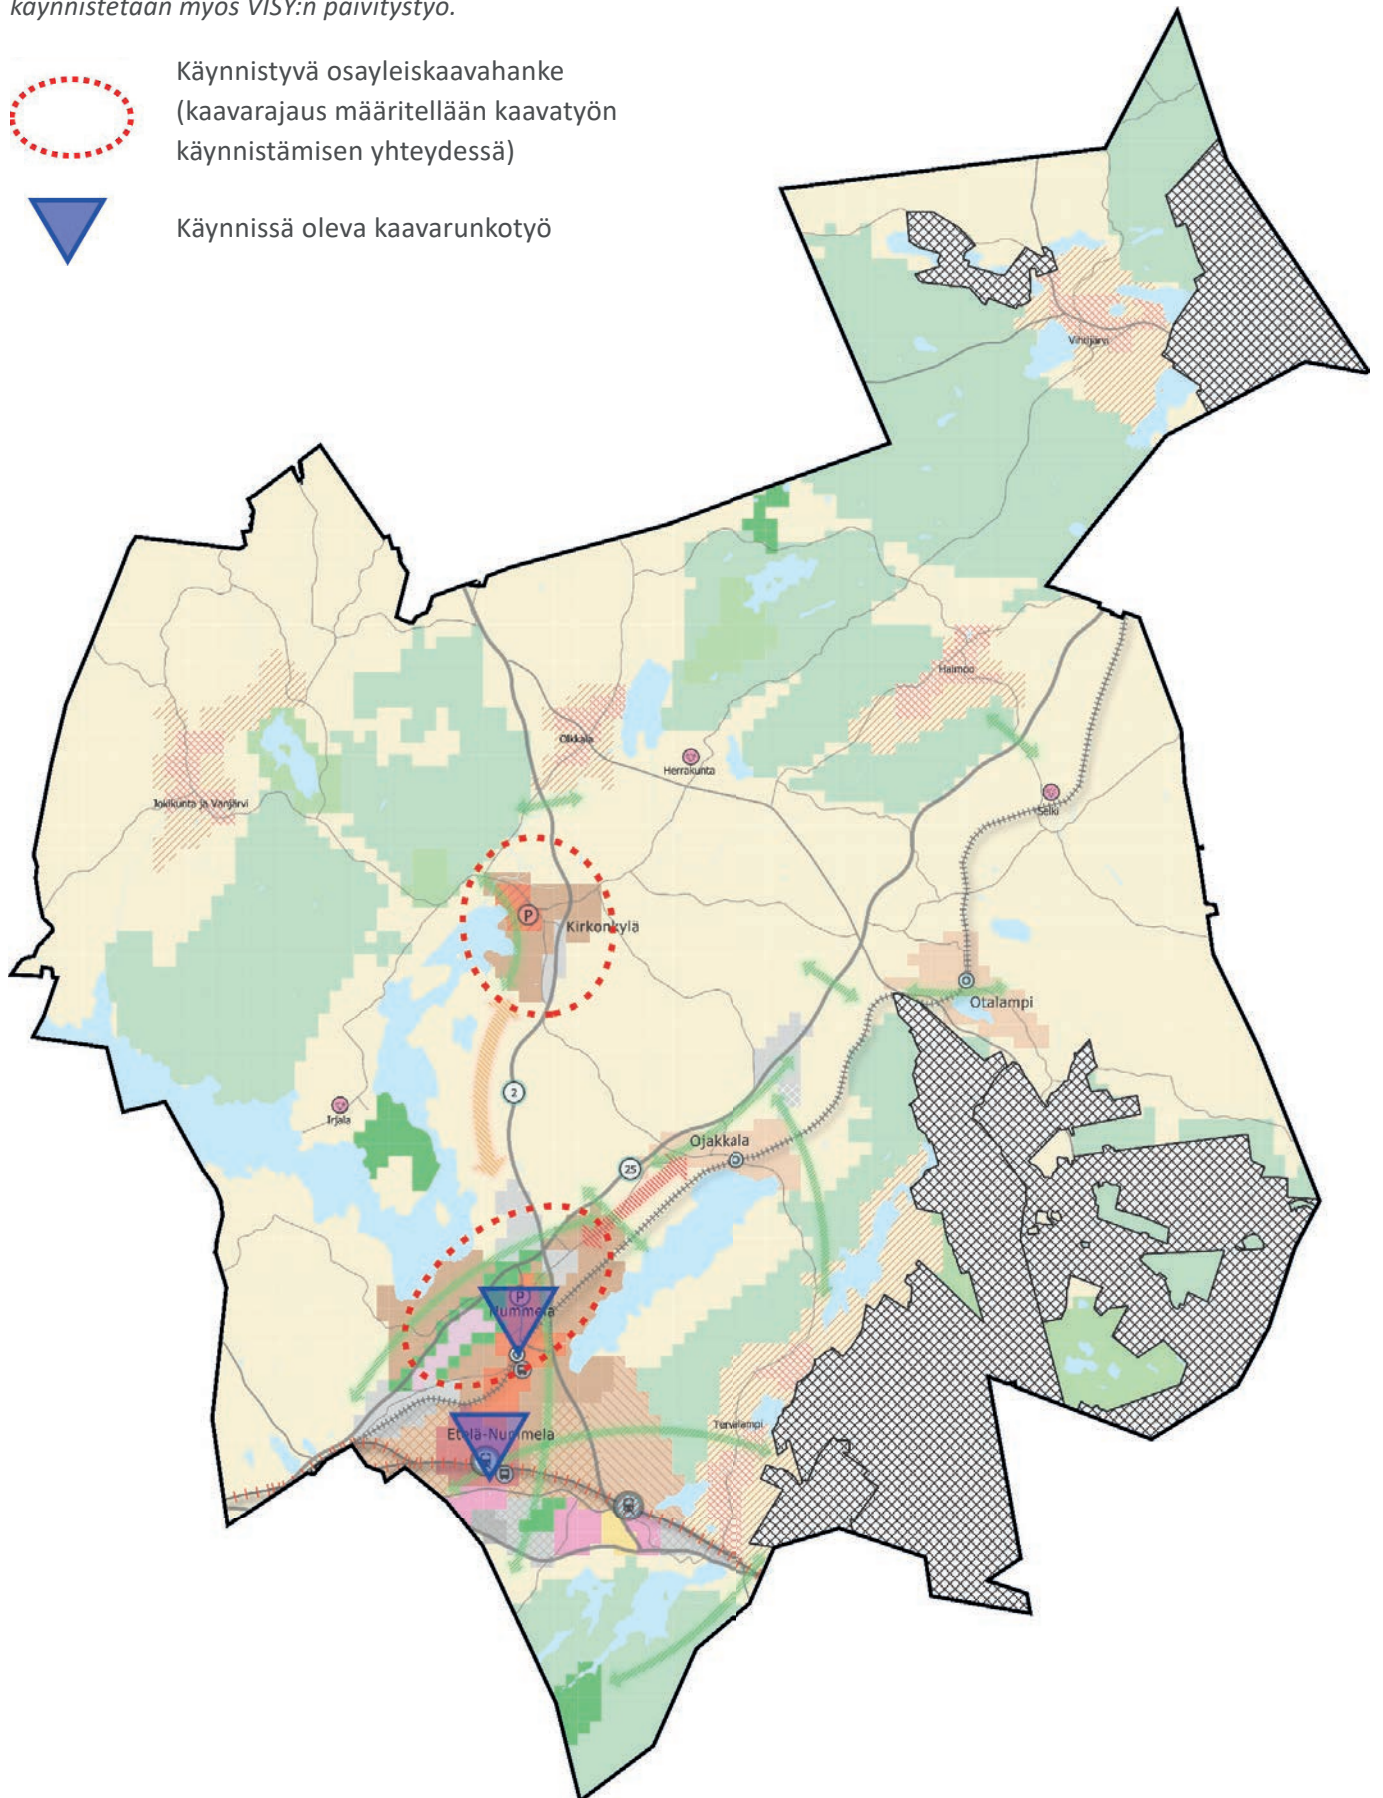 käynnistetään myös VISY:n päivitystyö.
Käynnistyvä osayleiskaavahanke
(kaavarajaus määritellään kaavatyön
käynnistämisen yhteydessä)
Käynnissä oleva kaavarunkotyö
Vihtijärvi
Haimoo
Olkkala
Herrakunta
Selki
Jokikunta ja Vanjärvi
P
Kirkonkylä
Otalampi
2
Irjala
Ojakkala
25
P
Nummela
Tervalampi
Etelä-Nummela